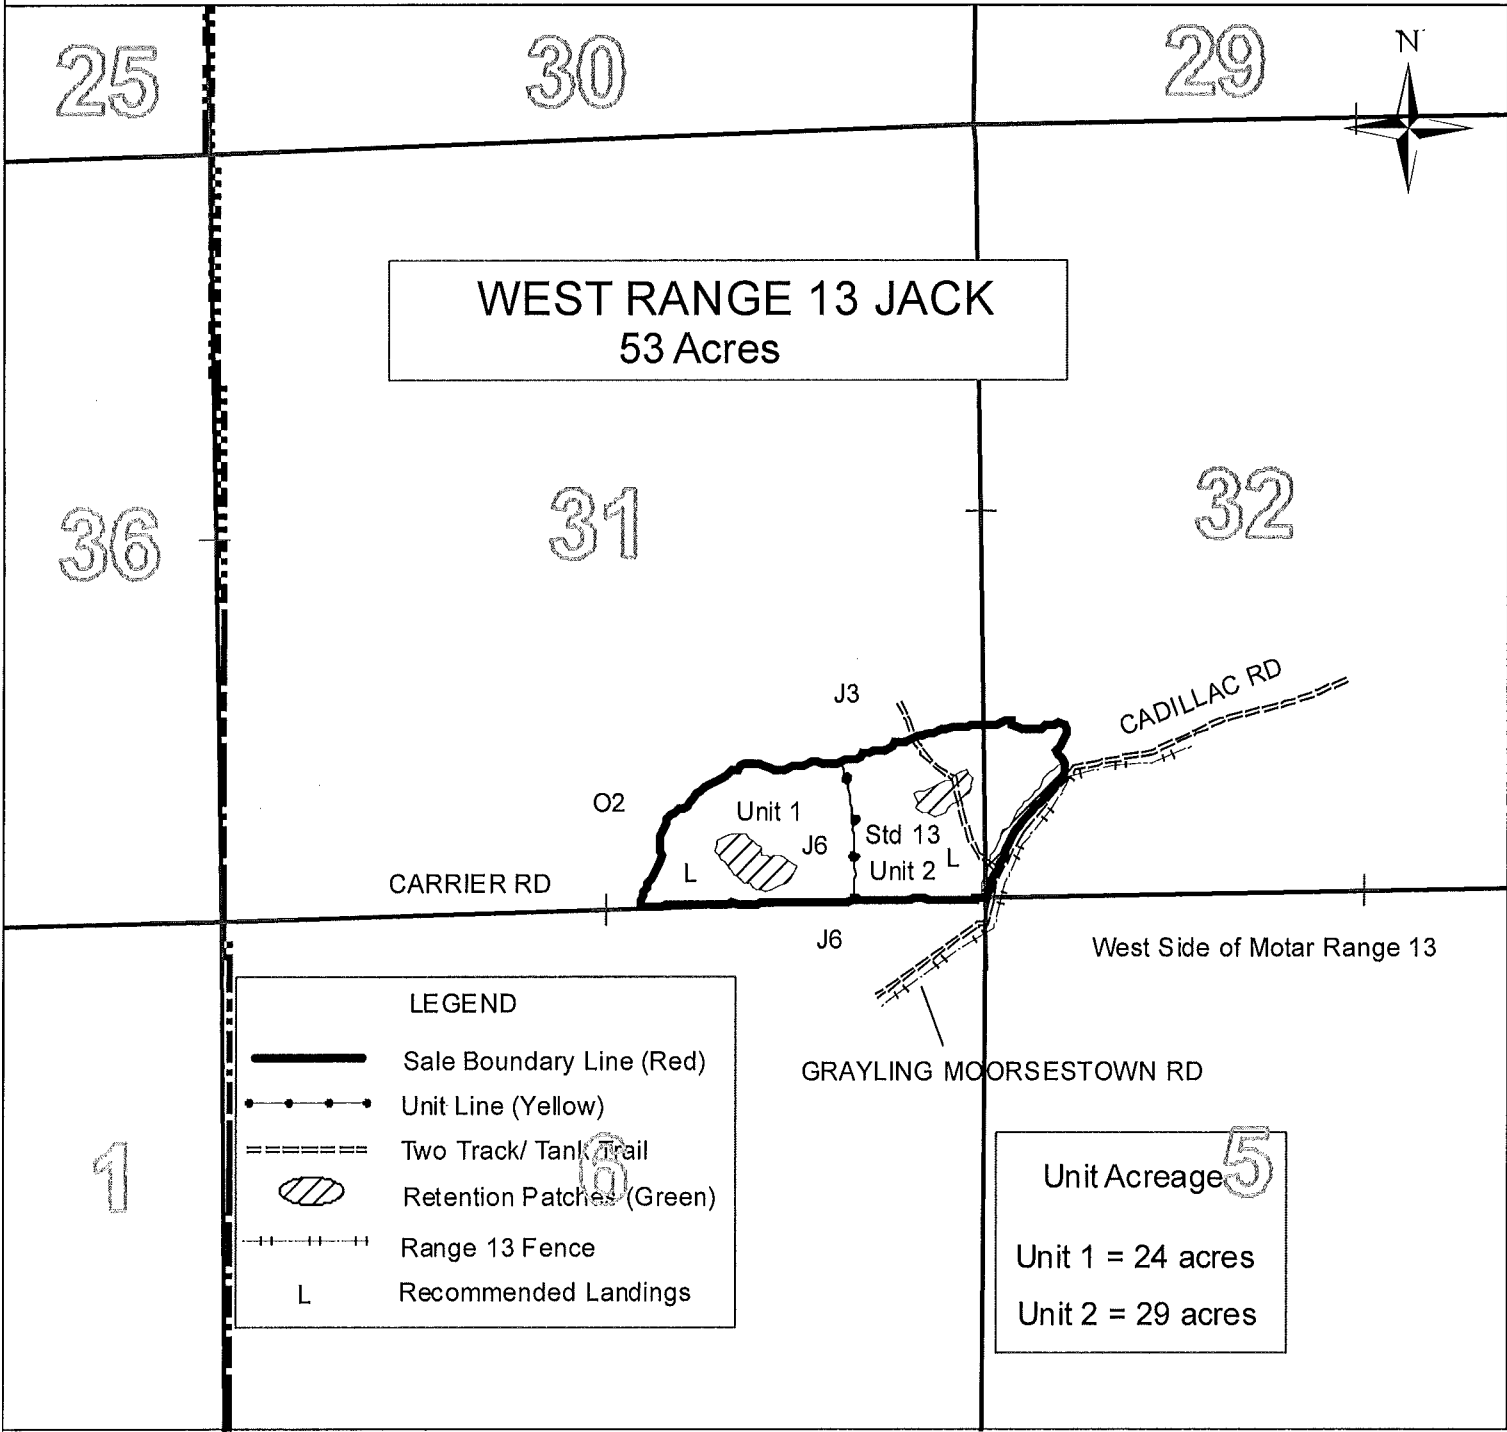 25
30
29
N
WEST RANGE 13 JACK
53 Acres
36
31
32
CADILLAC RD
J3
O2
Unit 1
J6
Std 13
Unit 2
L
L
CARRIER RD
J6
West Side of Motar Range 13
GRAYLING MOORSESTOWN RD
LEGEND
Sale Boundary Line (Red)
Unit Line (Yellow)
Two Track/ Tank Trail
Retention Patches (Green)
Range 13 Fence
L Recommended Landings
1
6
5
Unit Acreage
Unit 1 = 24 acres
Unit 2 = 29 acres